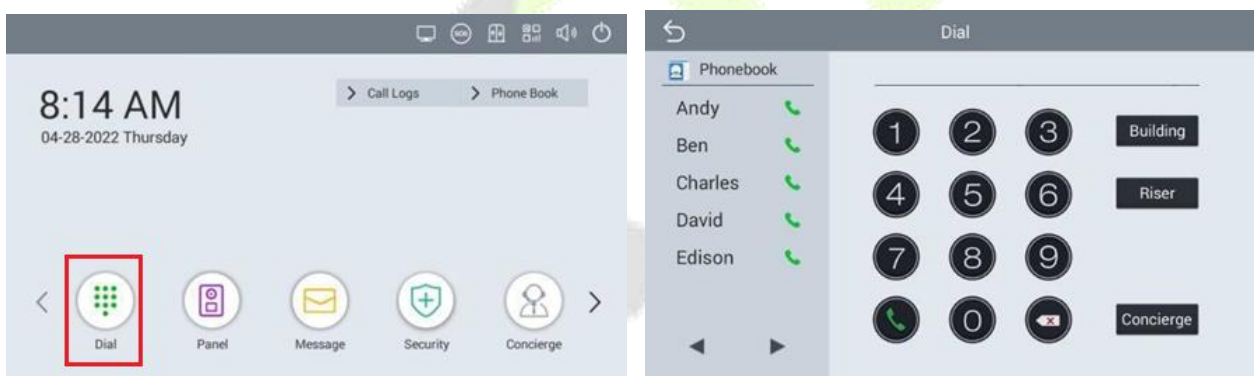 SOS
8:14 AM
04-28-2022 Thursday
Call Logs
Phone Book
Dial
Panel
Message
Security
Concierge
Dial
Phonebook
Andy
Ben
Charles
David
Edison
1 2 3 Building
4 5 6 Riser
7 8 9
0 Concierge